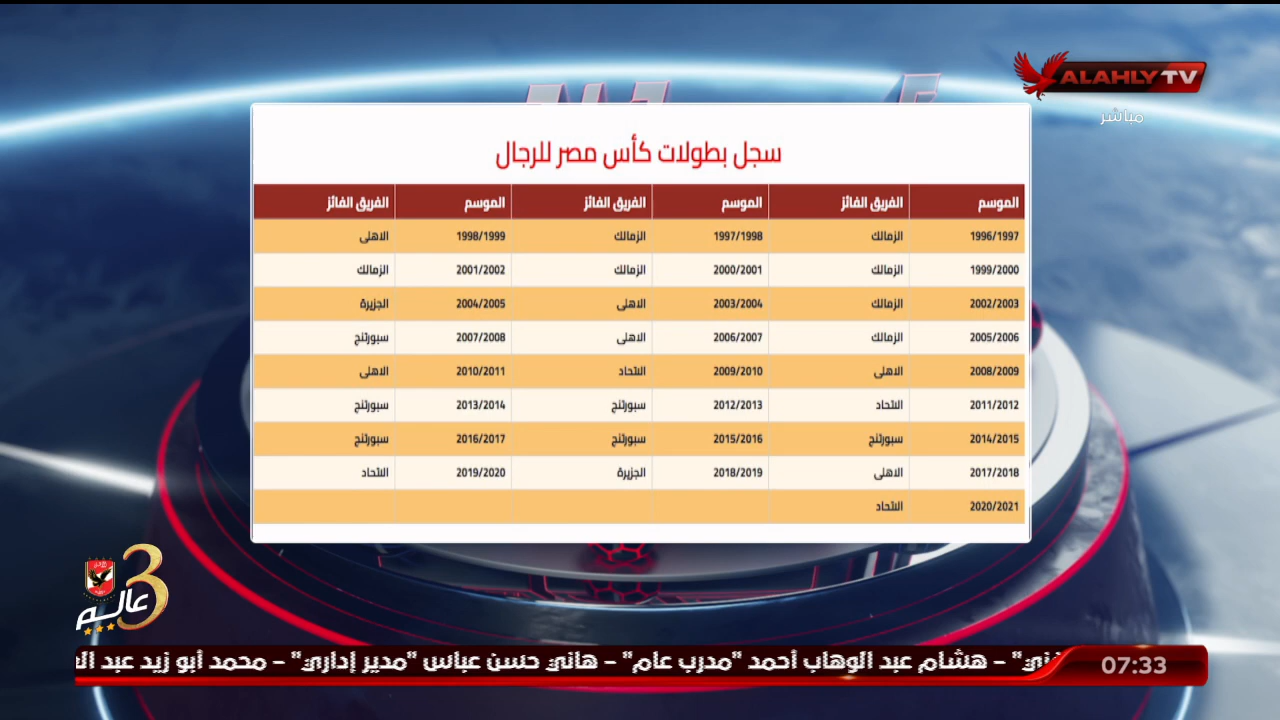 ALAHLY TV
مباشر
سجل بطولات كأس مصر للرجال
الموسم الفريق الفائز الموسم الفريق الفائز الموسم الفريق الفائز
1996/1997 الزمالك 1997/1998 الزمالك 1998/1999 الاهلى
1999/2000 الزمالك 2000/2001 الزمالك 2001/2002 الزمالك
2002/2003 الزمالك 2003/2004 الاهلى 2004/2005 الجزيرة
2005/2006 الزمالك 2006/2007 الاهلى 2007/2008 سبورتنج
2008/2009 الاهلى 2009/2010 الاتحاد 2010/2011 الاهلى
2011/2012 الاتحاد 2012/2013 سبورتنج 2013/2014 سبورتنج
2014/2015 سبورتنج 2015/2016 سبورتنج 2016/2017 سبورتنج
2017/2018 الاهلى 2018/2019 الجزيرة 2019/2020 الاتحاد
2020/2021 الاتحاد
3 عالم
07:33
– هشام عبد الوهاب أحمد "مدرب عام" – هاني حسن عباس "مدير إداري" – محمد أبو زيد عبد